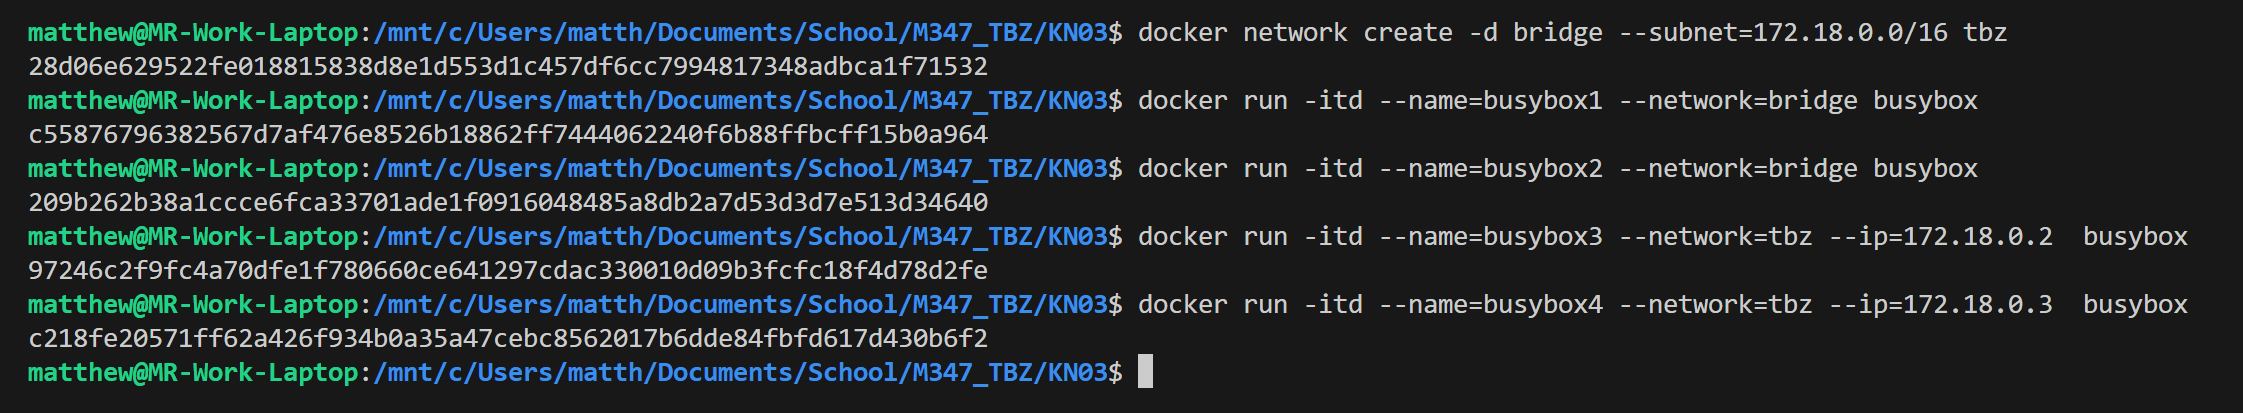 matthew@MR-Work-Laptop:/mnt/c/Users/matth/Documents/School/M347_TBZ/KN03$ docker network create -d bridge --subnet=172.18.0.0/16 tbz
28d06e629522fe018815838d8e1d553d1c457df6cc7994817348adbca1f71532
matthew@MR-Work-Laptop:/mnt/c/Users/matth/Documents/School/M347_TBZ/KN03$ docker run -itd --name=busybox1 --network=bridge busybox
c55876796382567d7af476e8526b18862ff7444062240f6b88ffbcff15b0a964
matthew@MR-Work-Laptop:/mnt/c/Users/matth/Documents/School/M347_TBZ/KN03$ docker run -itd --name=busybox2 --network=bridge busybox
209b262b38a1ccce6fca33701ade1f0916048485a8db2a7d53d3d7e513d34640
matthew@MR-Work-Laptop:/mnt/c/Users/matth/Documents/School/M347_TBZ/KN03$ docker run -itd --name=busybox3 --network=tbz --ip=172.18.0.2  busybox
97246c2f9fc4a70dfe1f780660ce641297cdac330010d09b3fcfc18f4d78d2fe
matthew@MR-Work-Laptop:/mnt/c/Users/matth/Documents/School/M347_TBZ/KN03$ docker run -itd --name=busybox4 --network=tbz --ip=172.18.0.3  busybox
c218fe20571ff62a426f934b0a35a47cebc8562017b6dde84fbfd617d430b6f2
matthew@MR-Work-Laptop:/mnt/c/Users/matth/Documents/School/M347_TBZ/KN03$